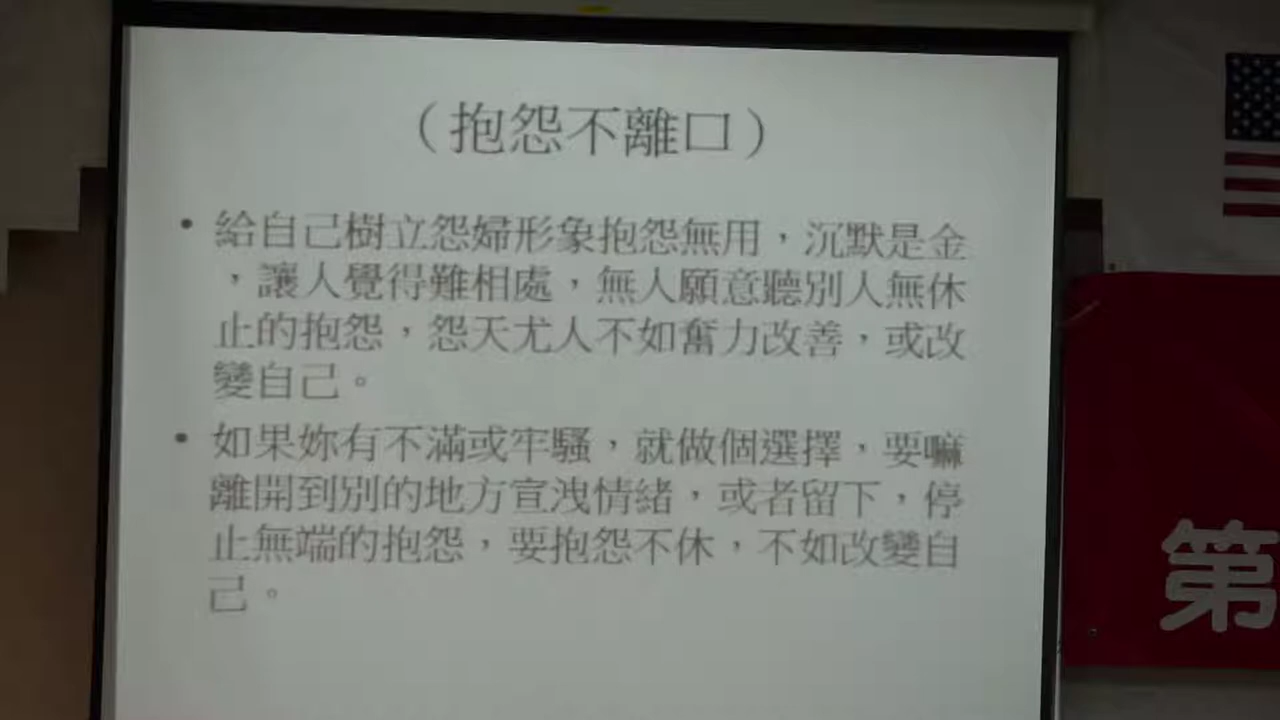 （抱怨不離口）
• 給自己樹立怨婦形象抱怨無用，沉默是金
，讓人覺得難相處，無人願意聽別人無休
止的抱怨，怨天尤人不如奮力改善，或改
變自己。
• 如果妳有不滿或牢騷，就做個選擇，要嘛
離開到別的地方宣洩情緒，或者留下，停
止無端的抱怨，要抱怨不休，不如改變自
己。
第